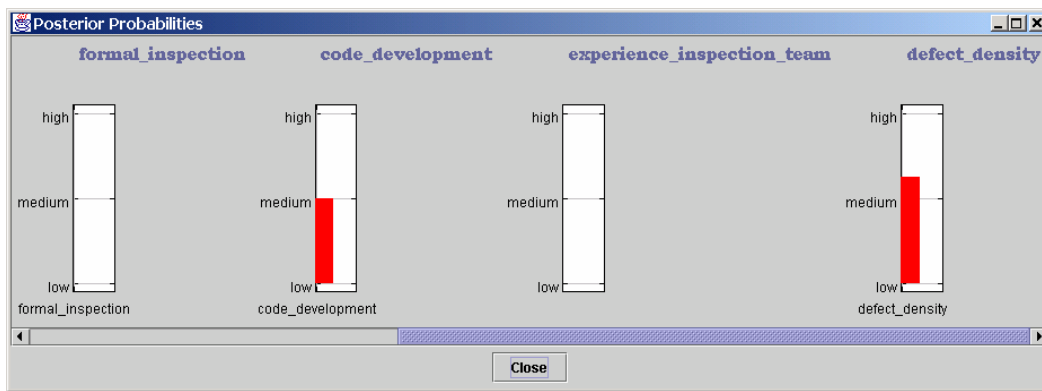 Posterior Probabilities
formal_inspection code_development experience_inspection_team defect_density
high high high high
medium medium medium medium
low low low low
formal_inspection code_development defect_density
Close